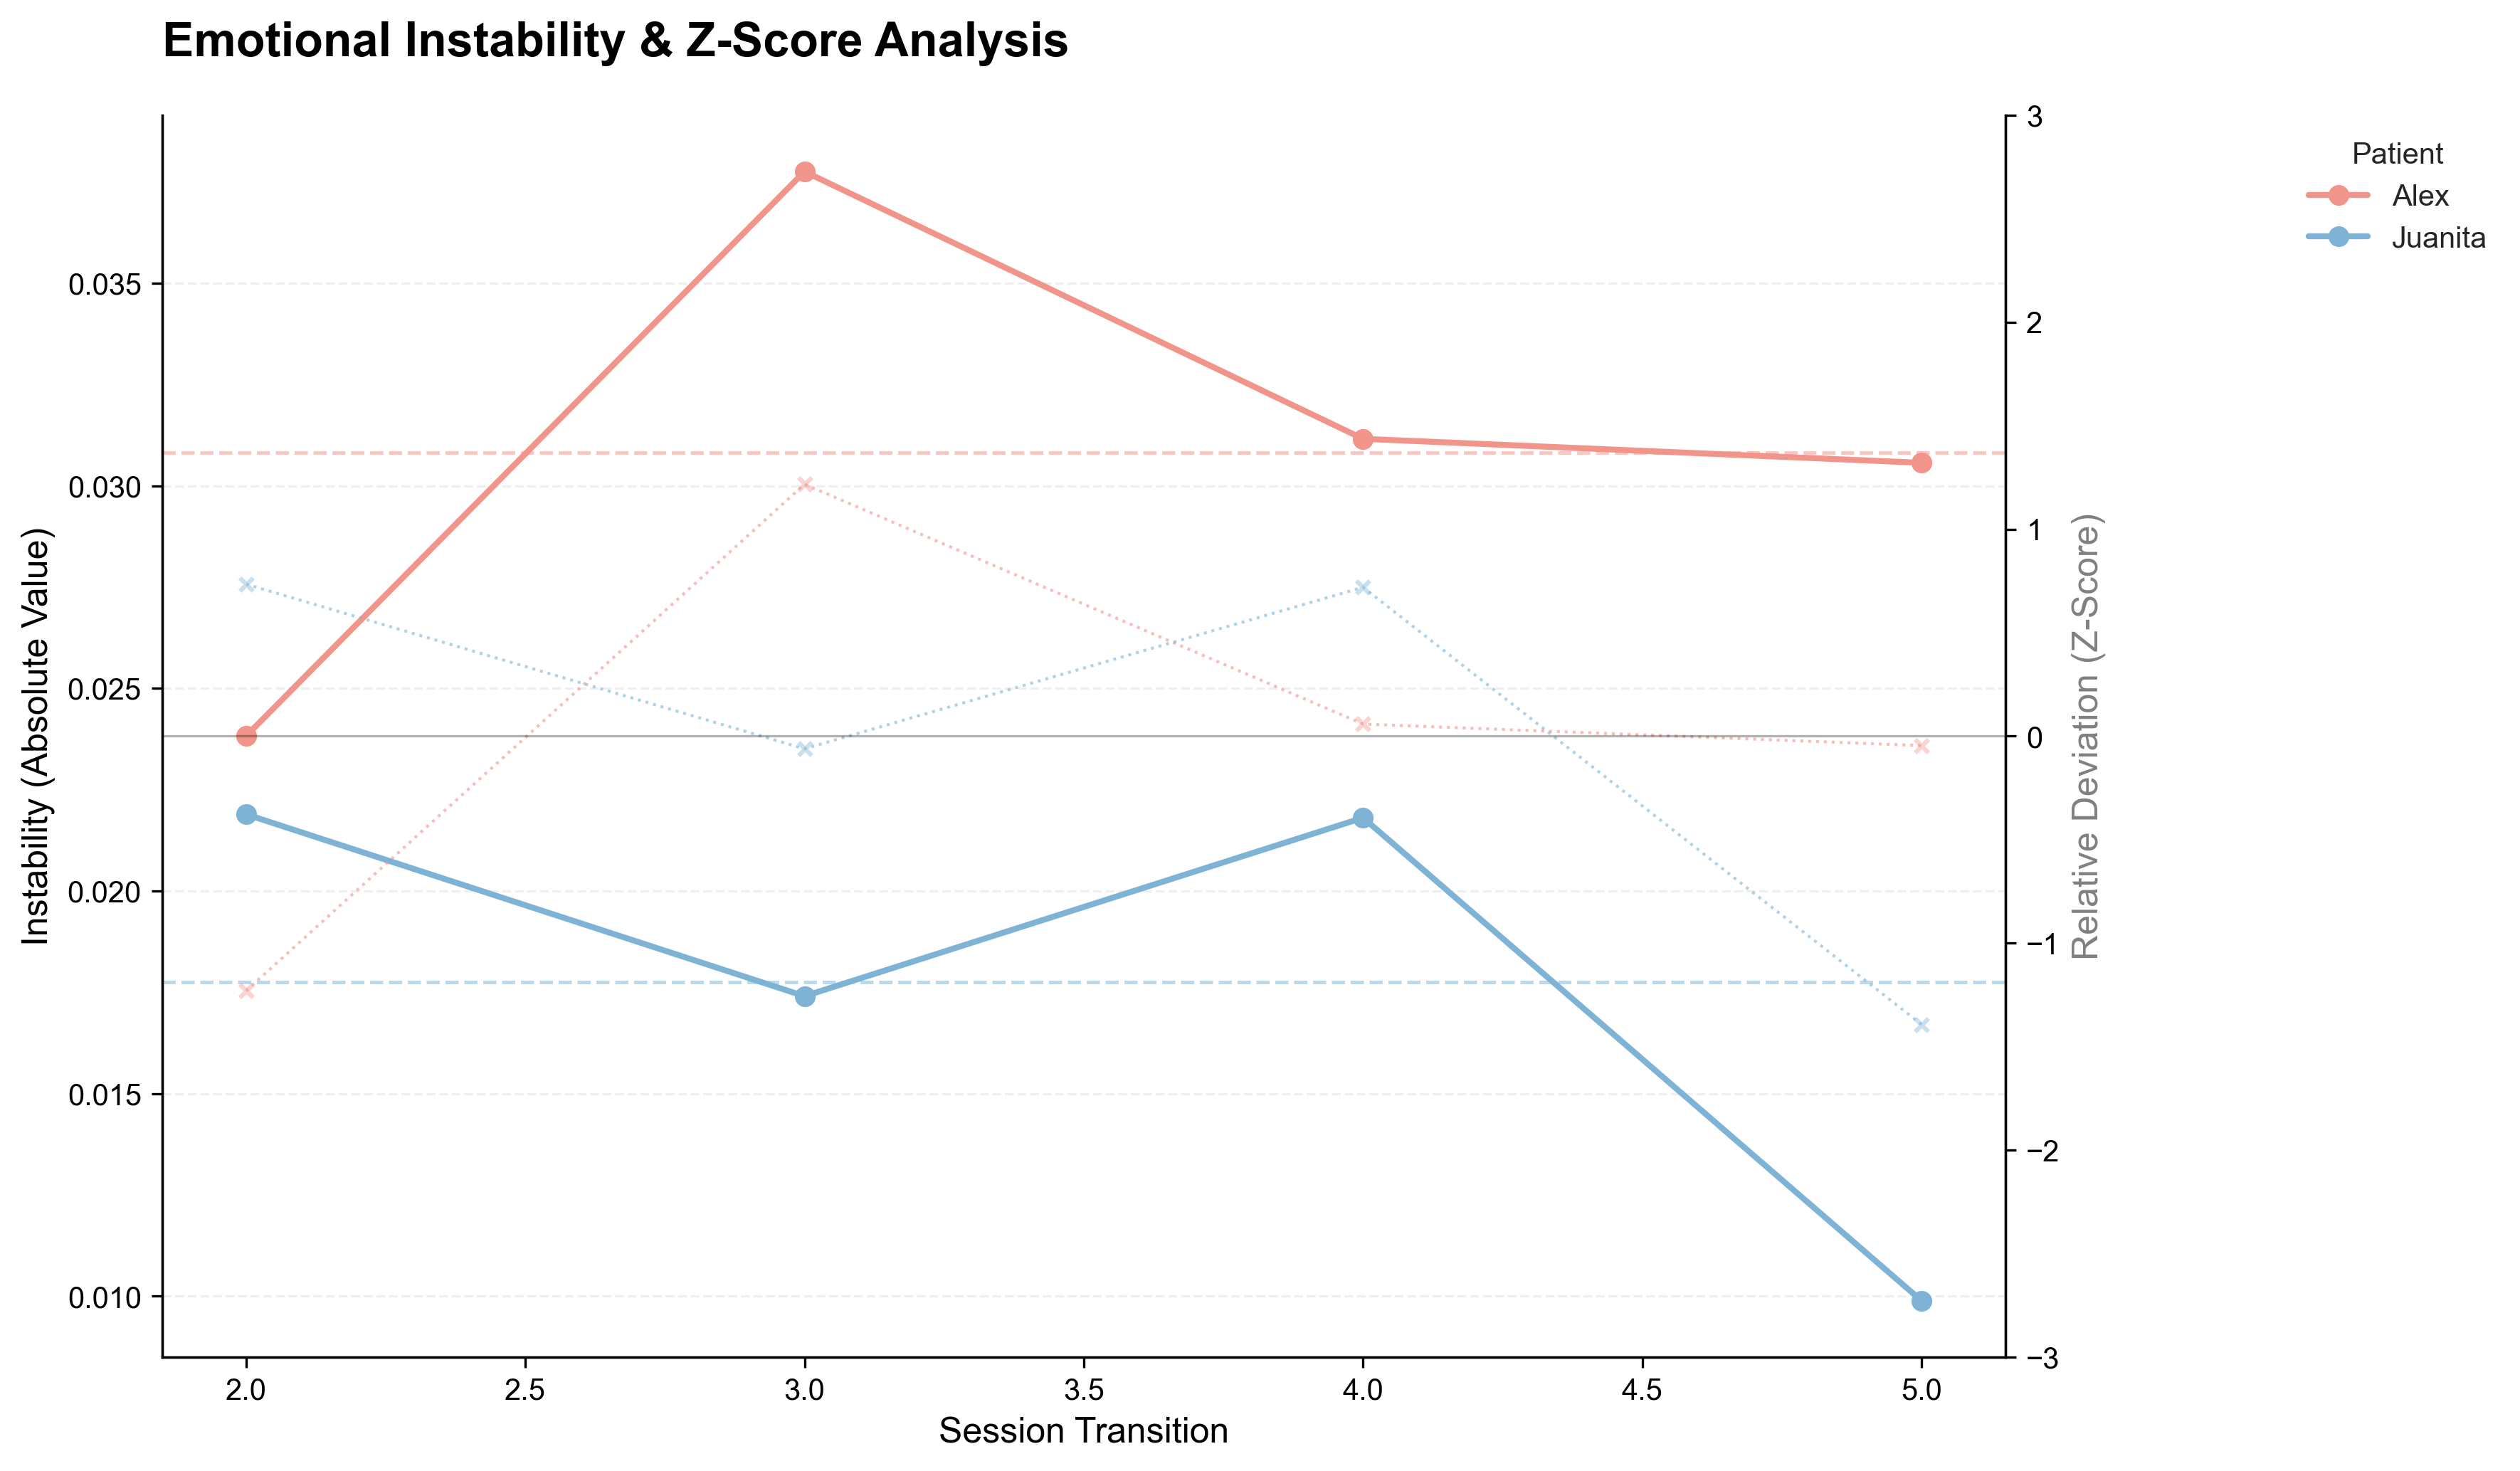 Emotional Instability & Z-Score Analysis
Patient
Alex
Juanita
Instability (Absolute Value)
0.035
0.030
0.025
0.020
0.015
0.010
3
2
1
0
−1
−2
−3
Relative Deviation (Z-Score)
2.0 2.5 3.0 3.5 4.0 4.5 5.0
Session Transition